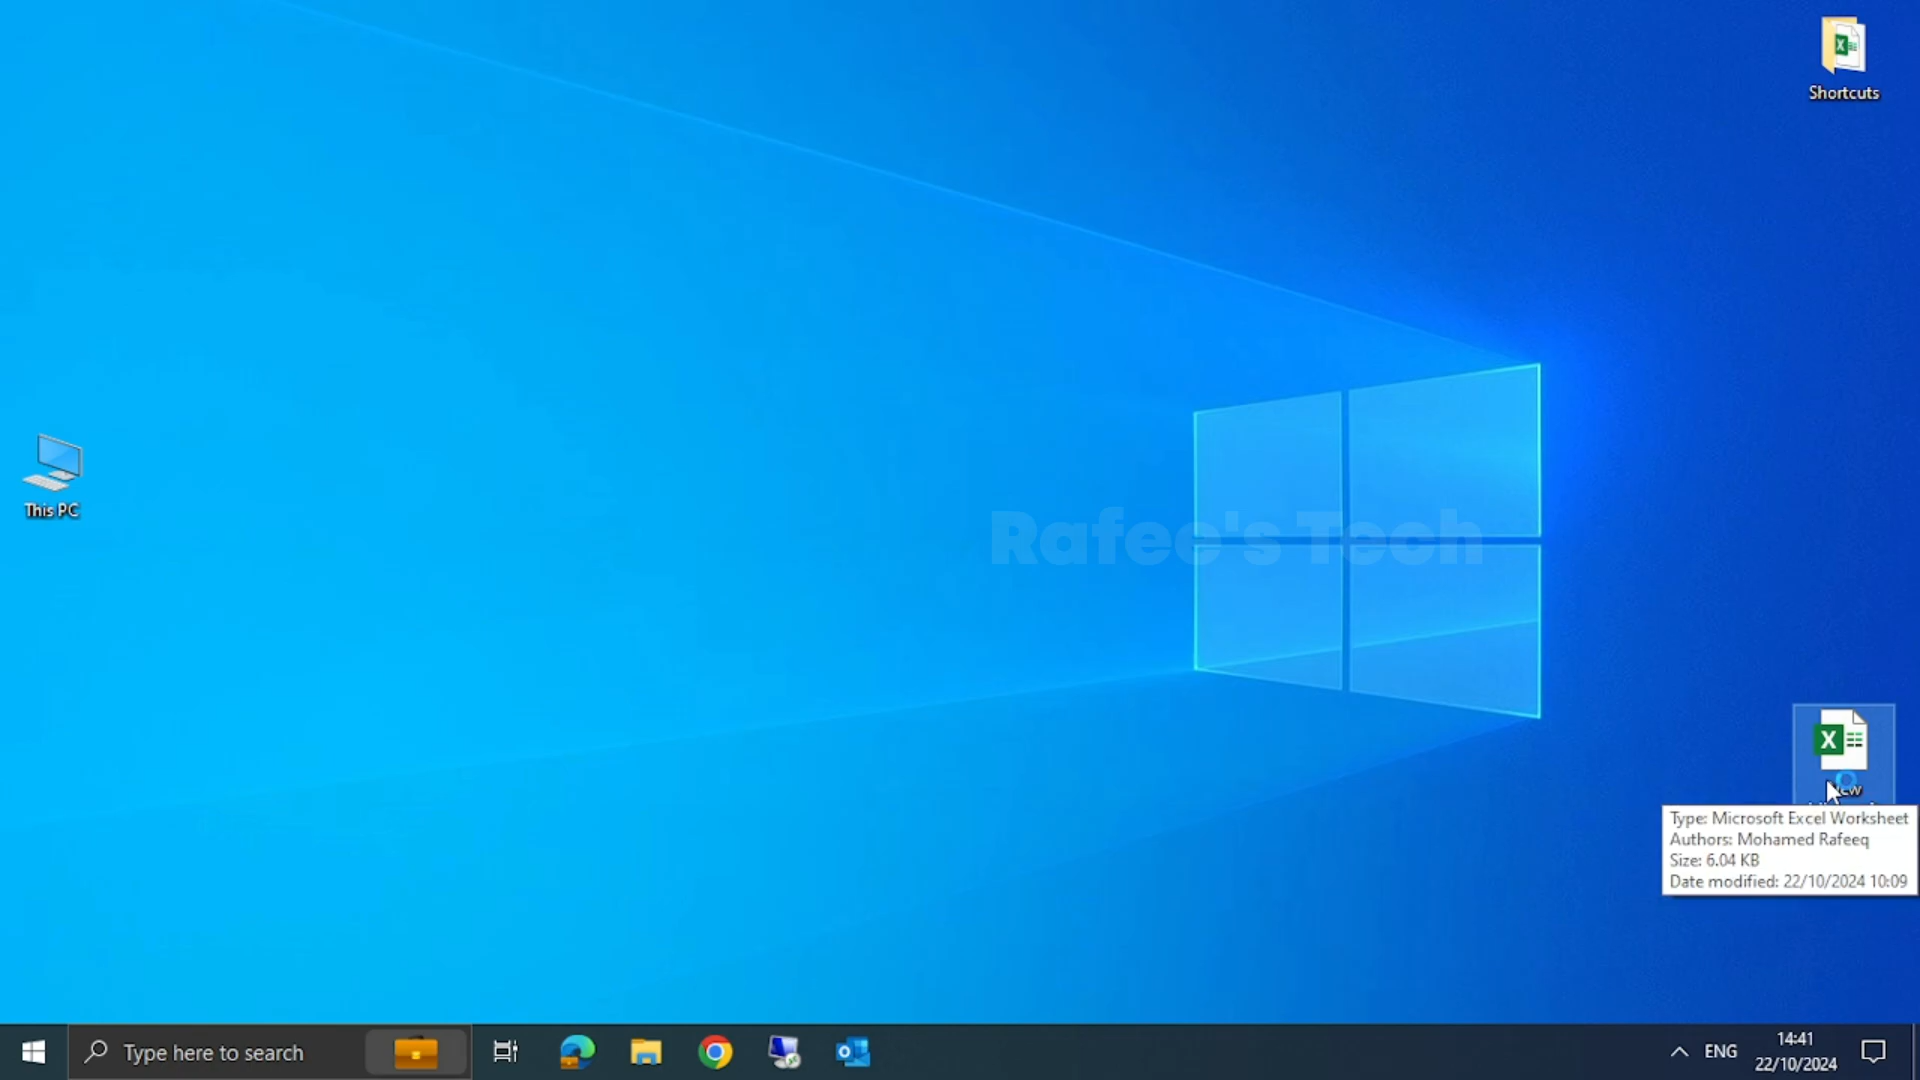 Shortcuts
This PC
Rafee's Tech
New
Type: Microsoft Excel Worksheet
Authors: Mohamed Rafeeq
Size: 6.04 KB
Date modified: 22/10/2024 10:09
Type here to search
ENG
14:41
22/10/2024